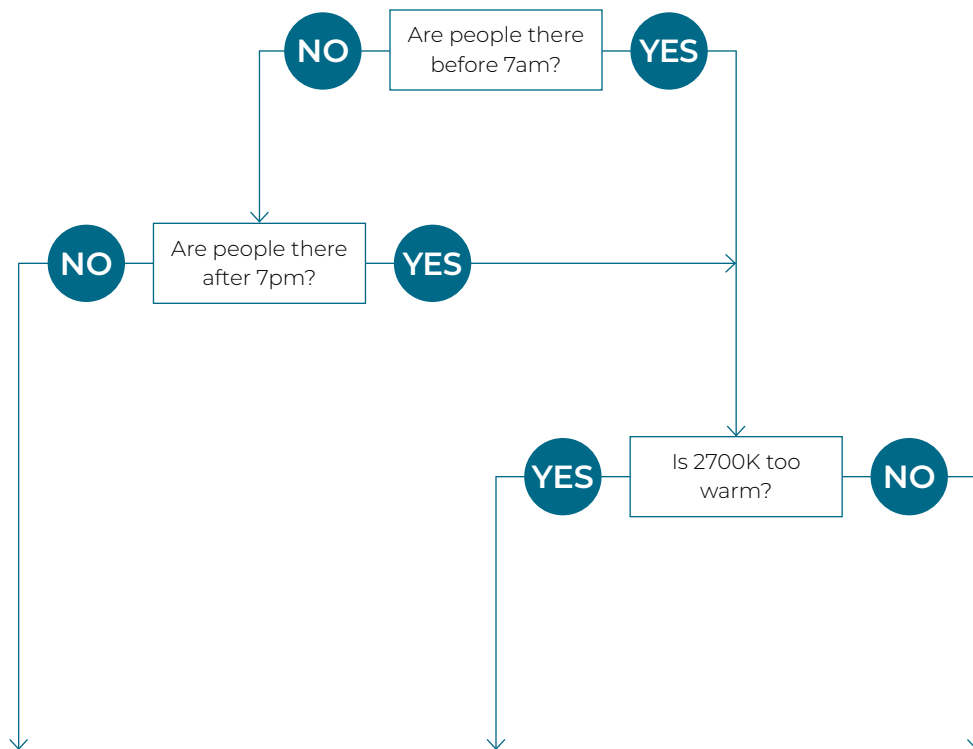 NO
Are people there
before 7am?
YES
NO
Are people there
after 7pm?
YES
YES
Is 2700K too
warm?
NO